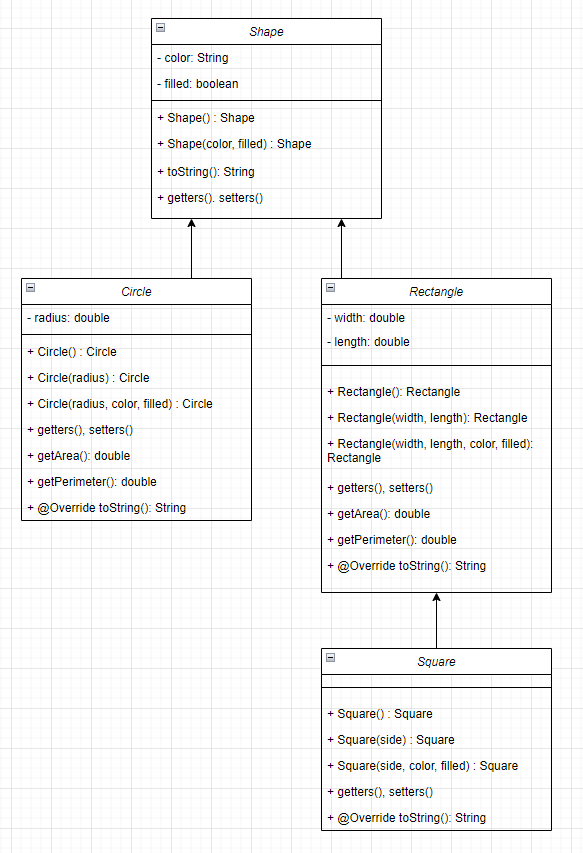 Shape
- color: String
- filled: boolean
+ Shape() : Shape
+ Shape(color, filled) : Shape
+ toString(): String
+ getters(). setters()
Circle
- radius: double
+ Circle() : Circle
+ Circle(radius) : Circle
+ Circle(radius, color, filled) : Circle
+ getters(), setters()
+ getArea(): double
+ getPerimeter(): double
+ @Override toString(): String
Rectangle
- width: double
- length: double
+ Rectangle(): Rectangle
+ Rectangle(width, length): Rectangle
+ Rectangle(width, length, color, filled):
Rectangle
+ getters(), setters()
+ getArea(): double
+ getPerimeter(): double
+ @Override toString(): String
Square
+ Square() : Square
+ Square(side) : Square
+ Square(side, color, filled) : Square
+ getters(), setters()
+ @Override toString(): String